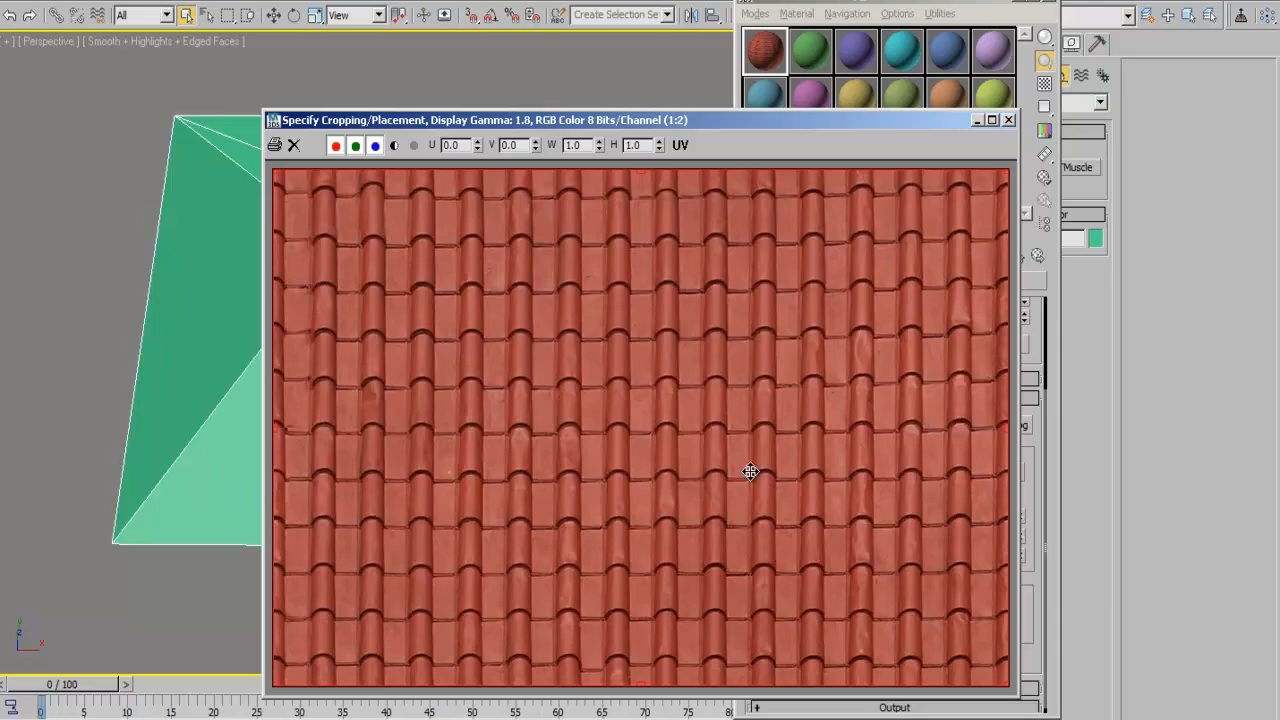 All
View
Create Selection Se
Modes Material Navigation Options Utilities
+ ] [ Perspective ] [ Smooth + Highlights + Edged Faces ]
Specify Cropping/Placement, Display Gamma: 1.8, RGB Color 8 Bits/Channel (1:2)
U 0.0 V 0.0 W 1.0 H 1.0 UV
Muscle
or
ng
y
z
x
0 / 100
0 5 10 15 20 25 30 35 40 45 50 55 60 65 70 75
+ Output